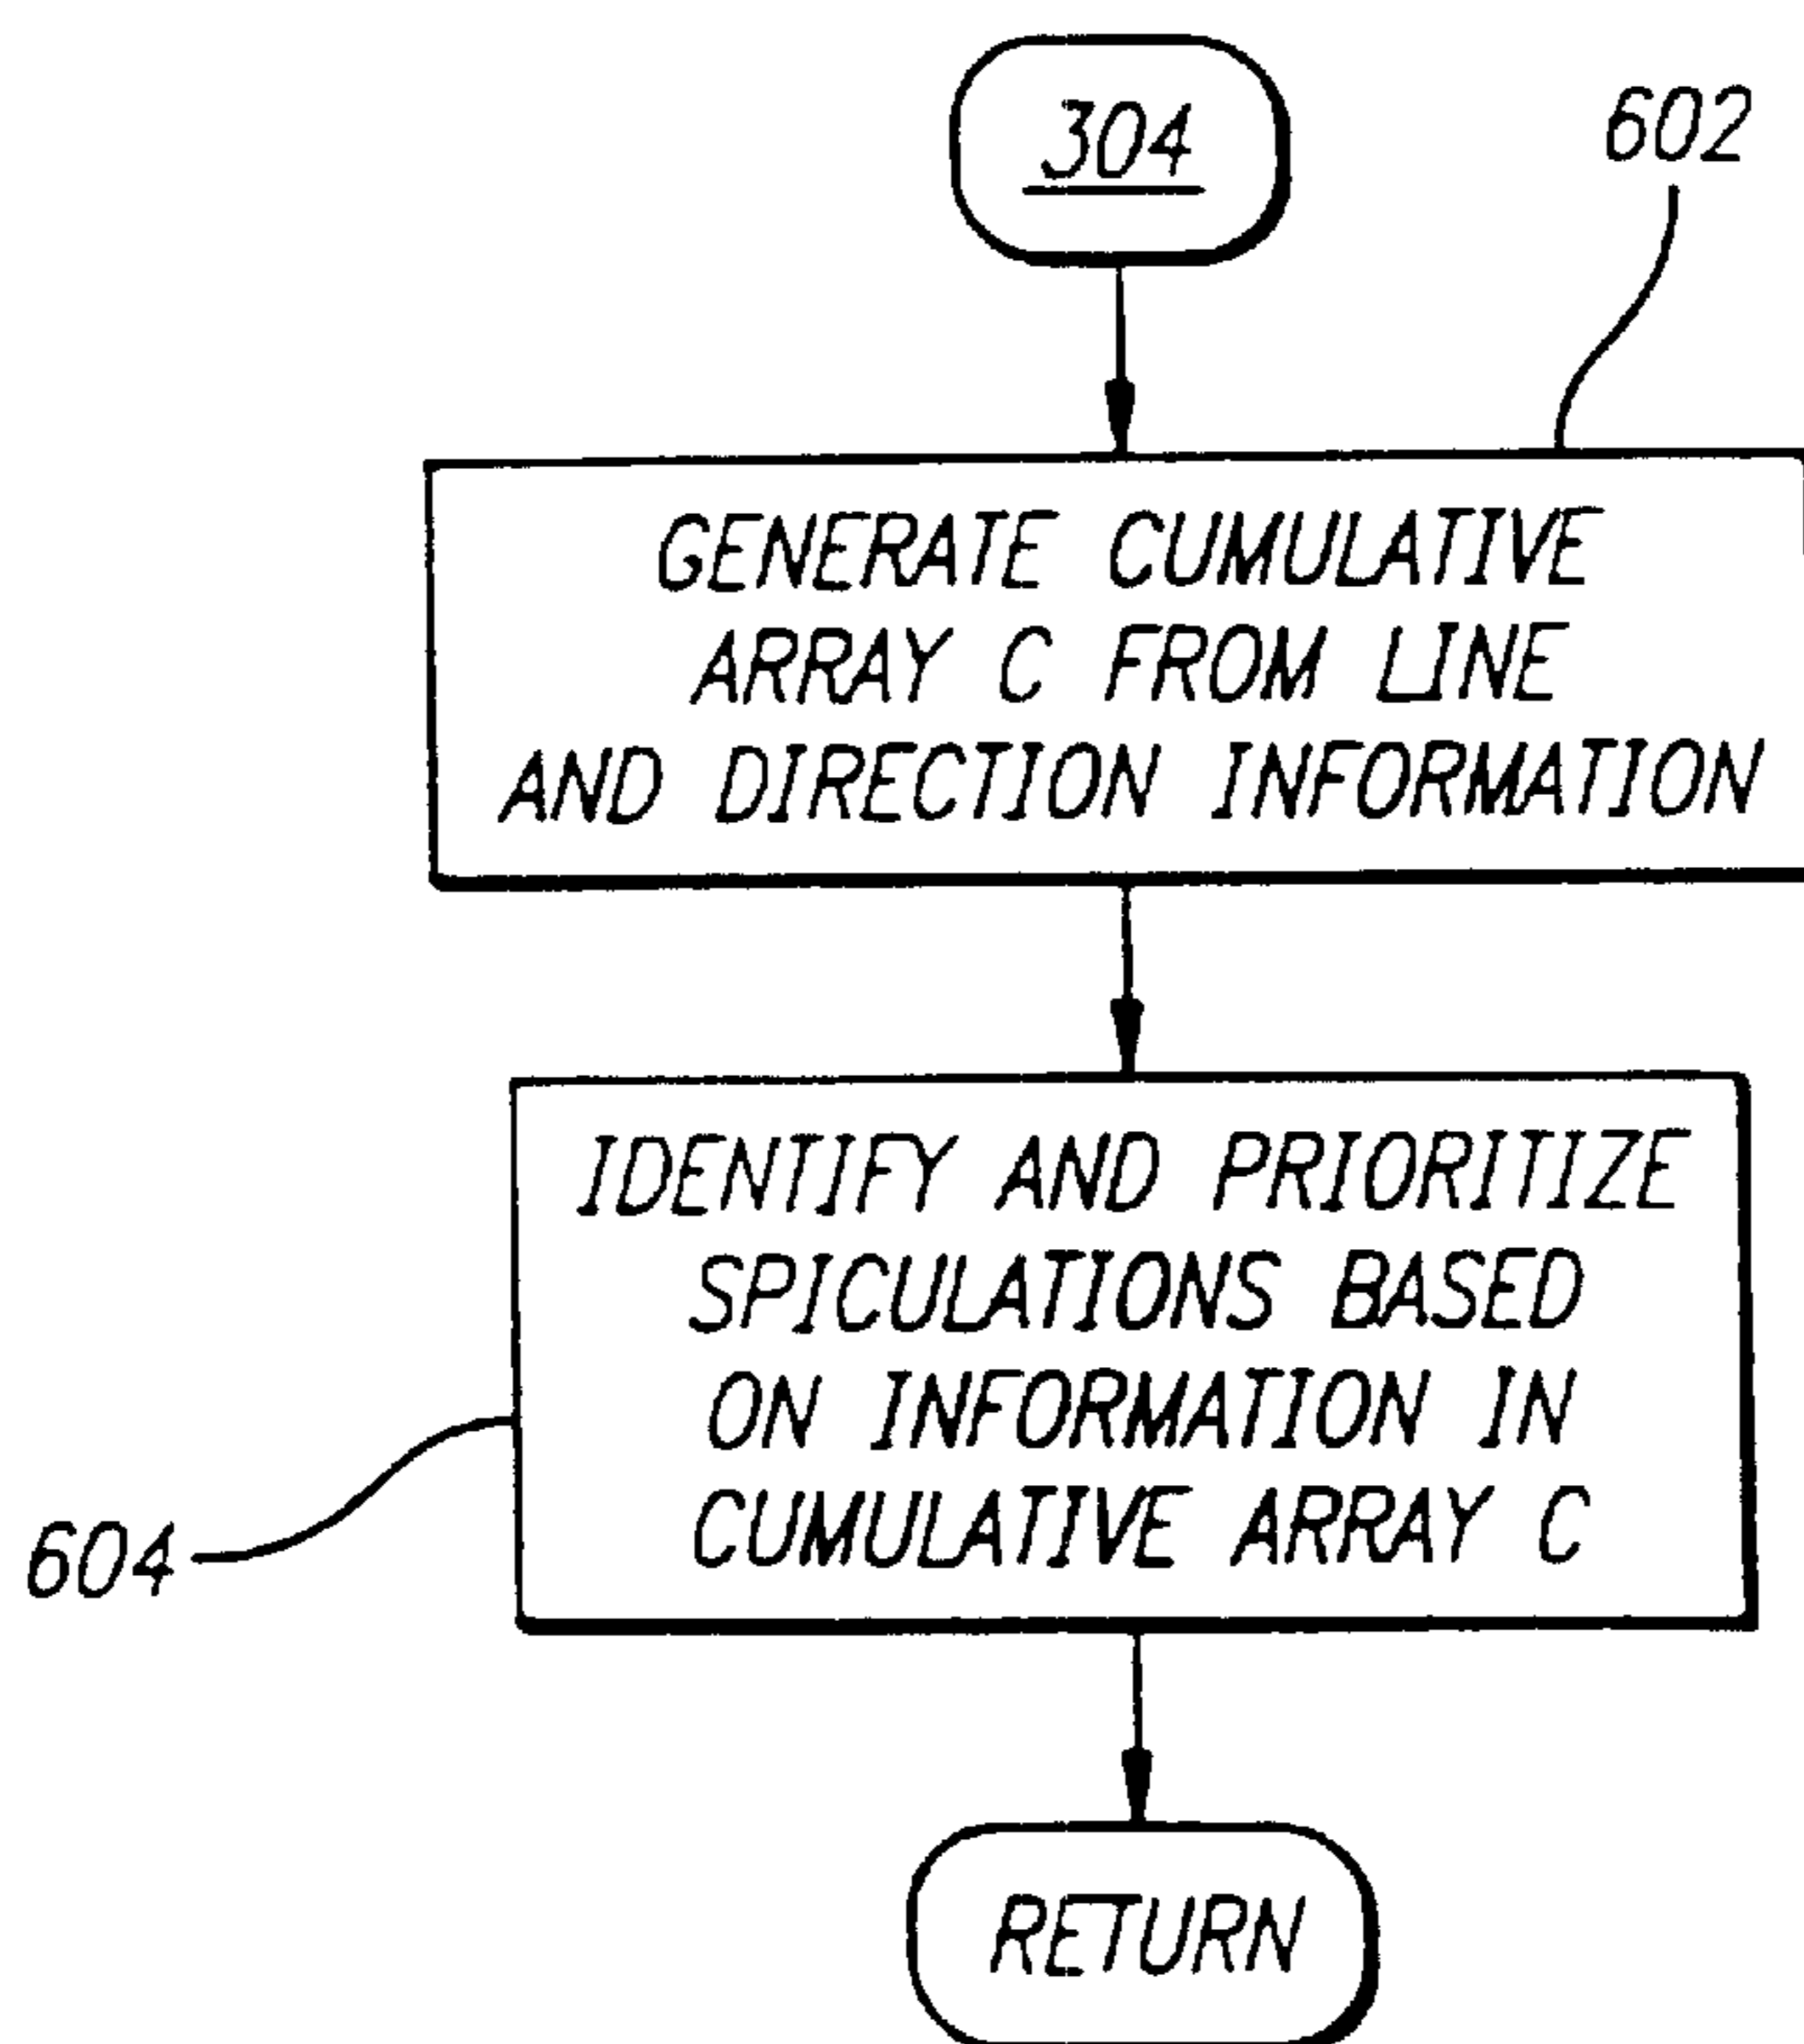 304
602
GENERATE CUMULATIVE
ARRAY C FROM LINE
AND DIRECTION INFORMATION
IDENTIFY AND PRIORITIZE
SPICULATIONS BASED
ON INFORMATION IN
CUMULATIVE ARRAY C
604
RETURN